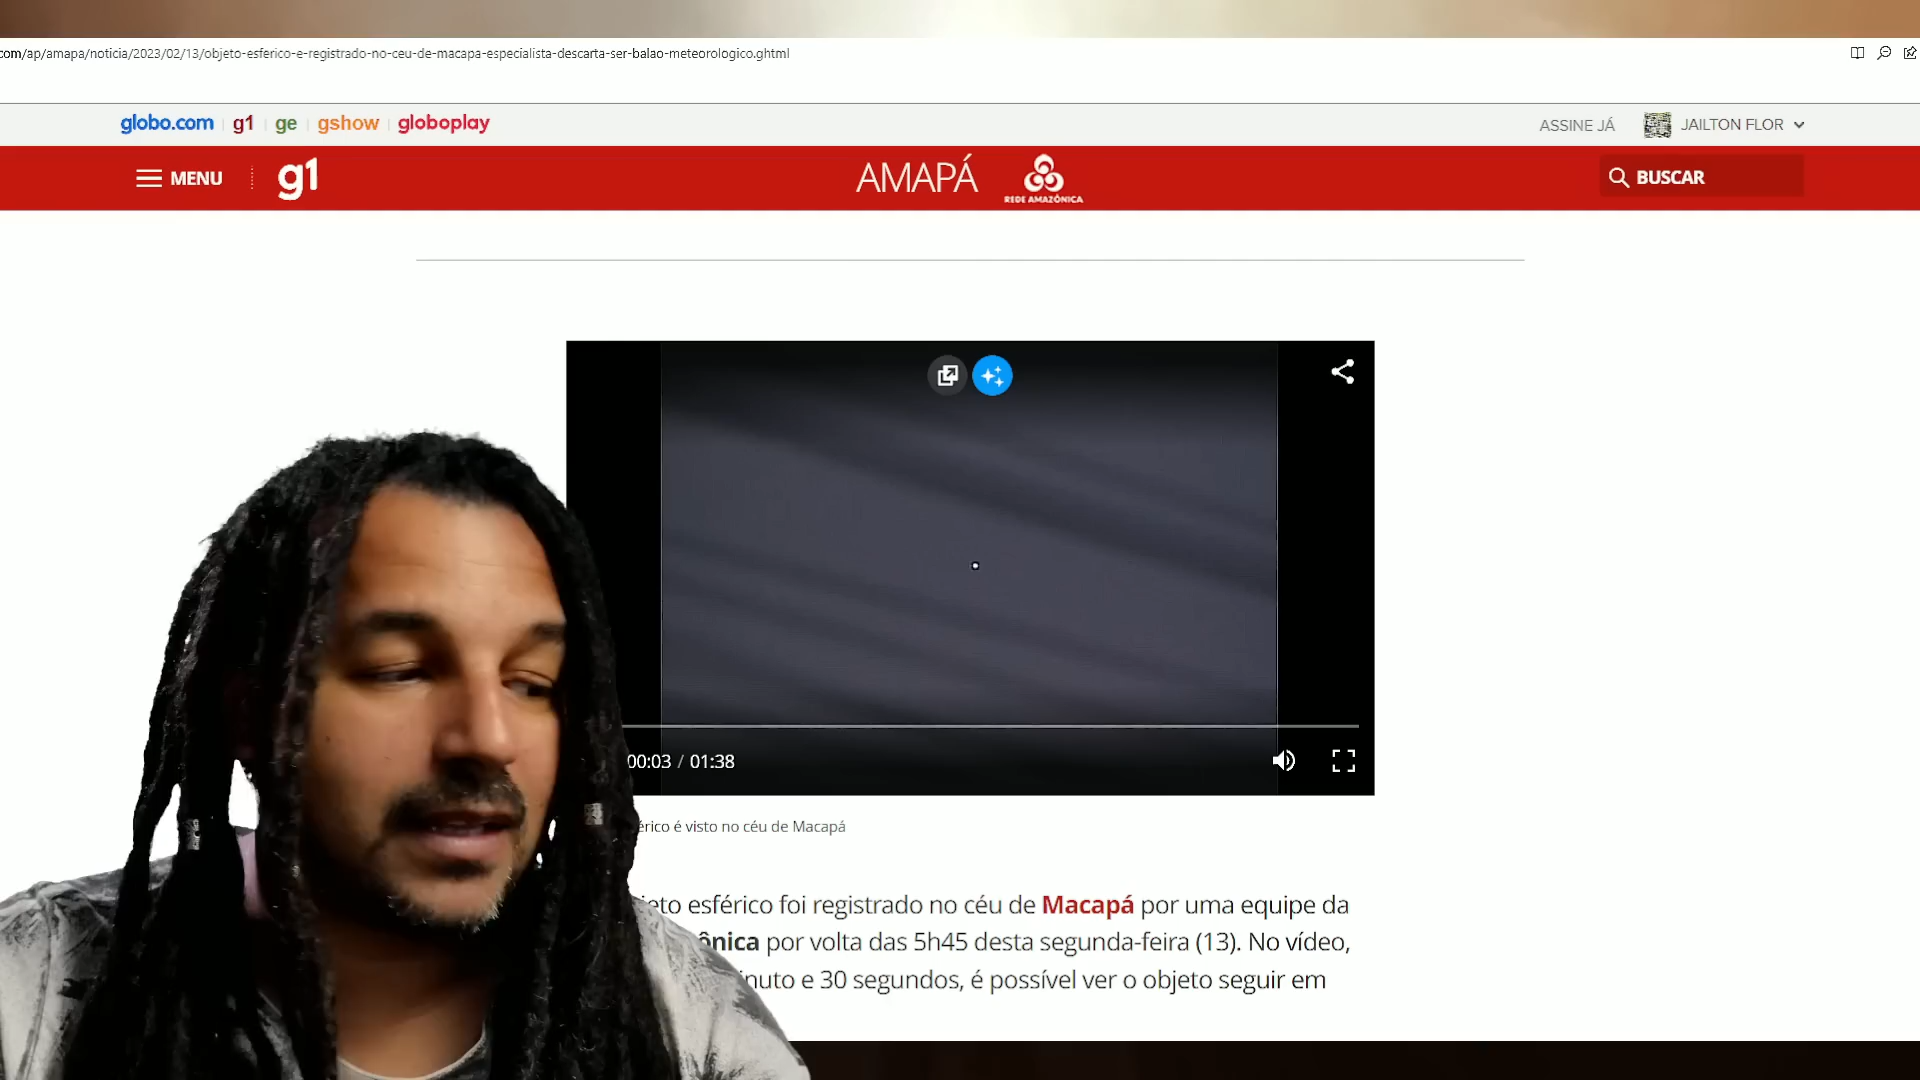 com/ap/amapa/noticia/2023/02/13/objeto-esferico-e-registrado-no-ceu-de-macapa-especialista-descarta-ser-balao-meteorologico.ghtml
globo.com g1 ge gshow globoplay
ASSINE JÁ JAILTON FLOR
MENU g1 AMAPÁ REDE AMAZÔNICA BUSCAR
00:03 / 01:38
érico é visto no céu de Macapá
jeto esférico foi registrado no céu de Macapá por uma equipe da
ônica por volta das 5h45 desta segunda-feira (13). No vídeo,
nuto e 30 segundos, é possível ver o objeto seguir em